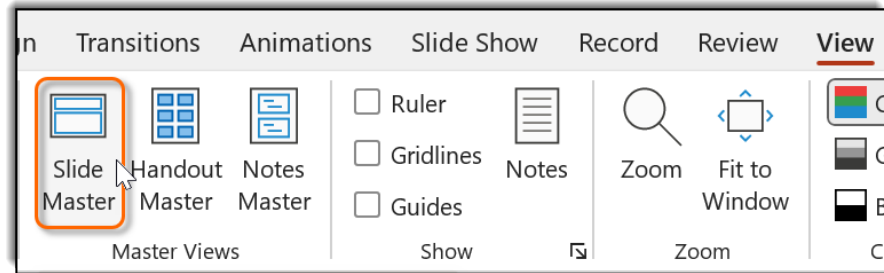 n Transitions Animations Slide Show Record Review View
Slide Master
Handout Master
Notes Master
Ruler
Gridlines
Guides
Notes
Zoom
Fit to Window
Master Views
Show
Zoom